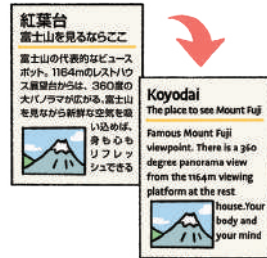 紅葉台
富士山を見るならここ
富士山の代表的なビュース
ポット。1164mのレストハウ
ス展望台からは、360度の
大パノラマが広がる。富士山
を見ながら新鮮な空気を吸
い込めば、
身も心も
リフレッ
シュできる
Koyodai
The place to see Mount Fuji
Famous Mount Fuji
viewpoint. There is a 360
degree panorama view
from the 1164m viewing
platform at the rest
house.Your
body and
your mind